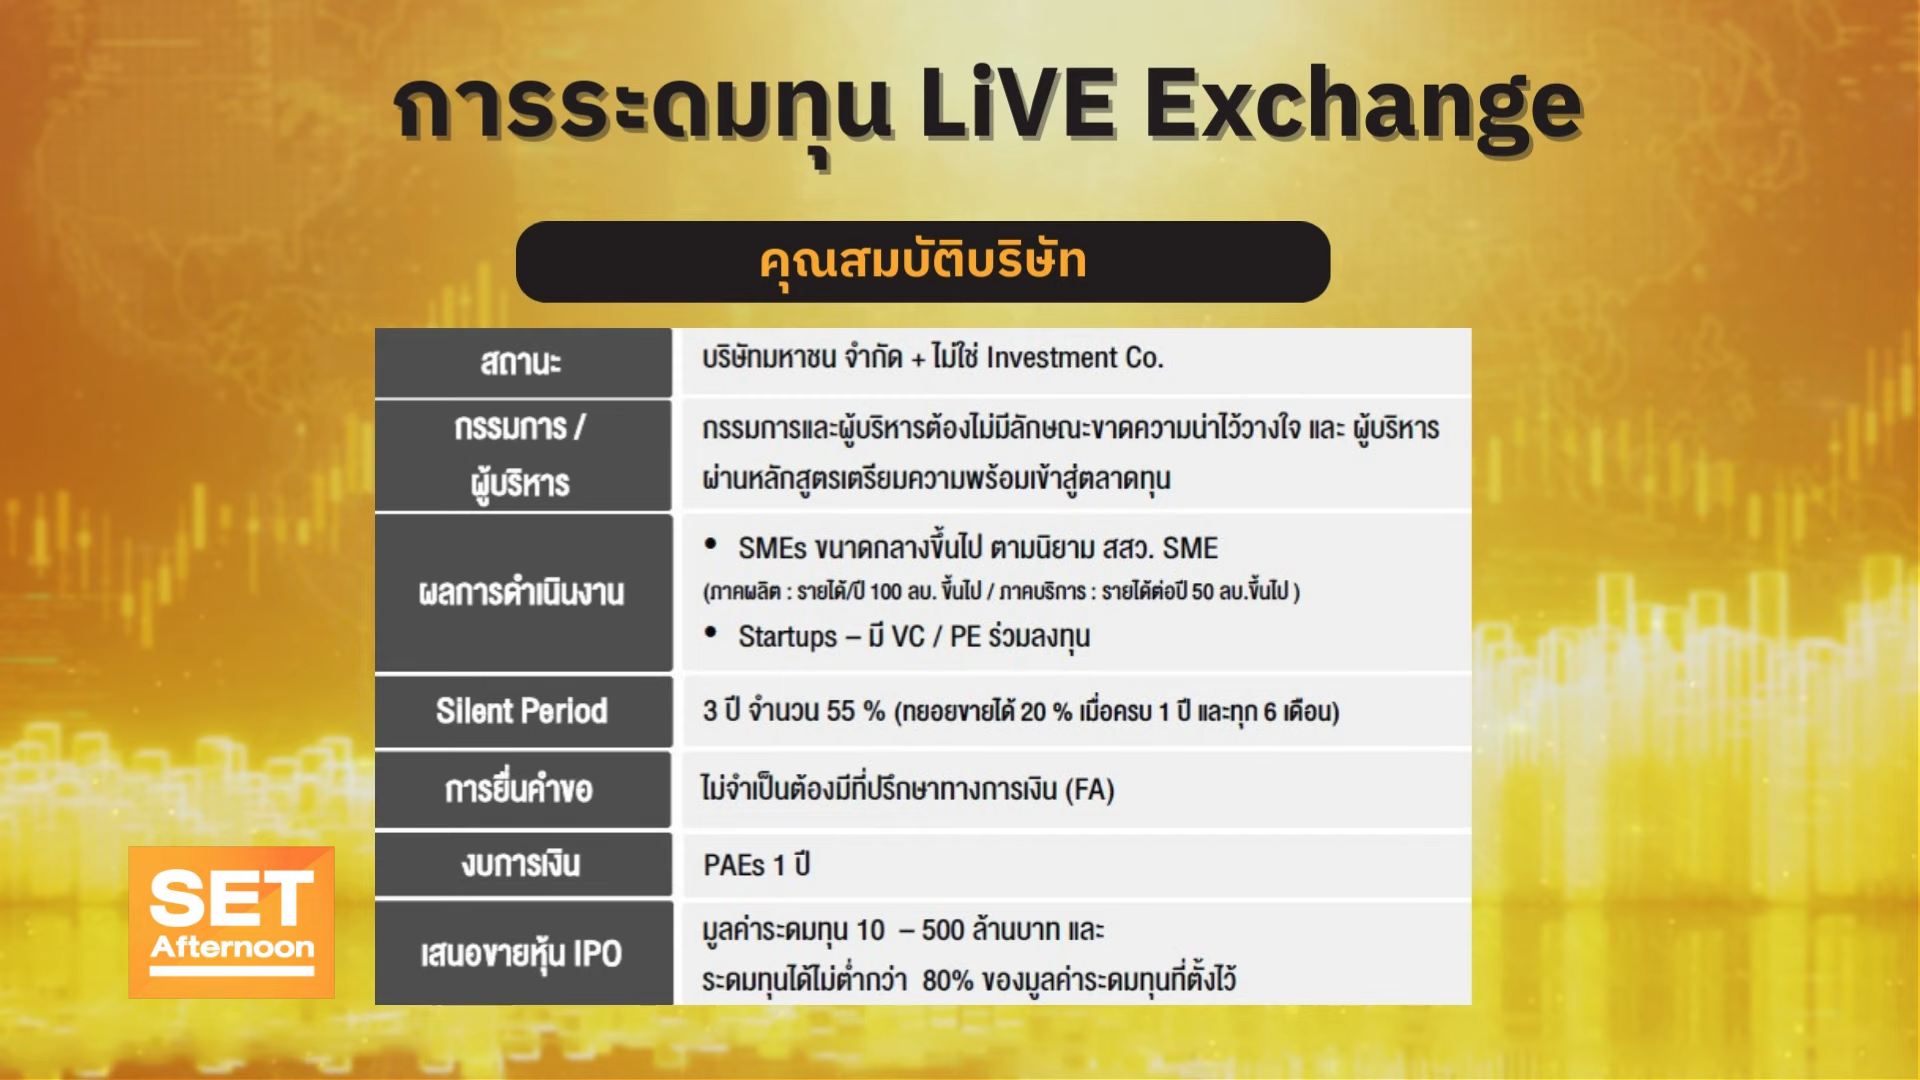 การระดมทุน LiVE Exchange
คุณสมบัติบริษัท
สถานะ
บริษัทมหาชน จำกัด + ไม่ใช่ Investment Co.
กรรมการ /
ผู้บริหาร
กรรมการและผู้บริหารต้องไม่มีลักษณะขาดความน่าไว้วางใจ และ ผู้บริหาร
ผ่านหลักสูตรเตรียมความพร้อมเข้าสู่ตลาดทุน
ผลการดำเนินงาน
• SMEs ขนาดกลางขึ้นไป ตามนิยาม สสว. SME
(ภาคผลิต : รายได้/ปี 100 ลบ. ขึ้นไป / ภาคบริการ : รายได้ต่อปี 50 ลบ.ขึ้นไป )
• Startups – มี VC / PE ร่วมลงทุน
Silent Period
3 ปี จำนวน 55 % (ทยอยขายได้ 20 % เมื่อครบ 1 ปี และทุก 6 เดือน)
การยื่นคำขอ
ไม่จำเป็นต้องมีที่ปรึกษาทางการเงิน (FA)
งบการเงิน
PAEs 1 ปี
เสนอขายหุ้น IPO
มูลค่าระดมทุน 10 – 500 ล้านบาท และ
ระดมทุนได้ไม่ต่ำกว่า 80% ของมูลค่าระดมทุนที่ตั้งไว้
SET
Afternoon